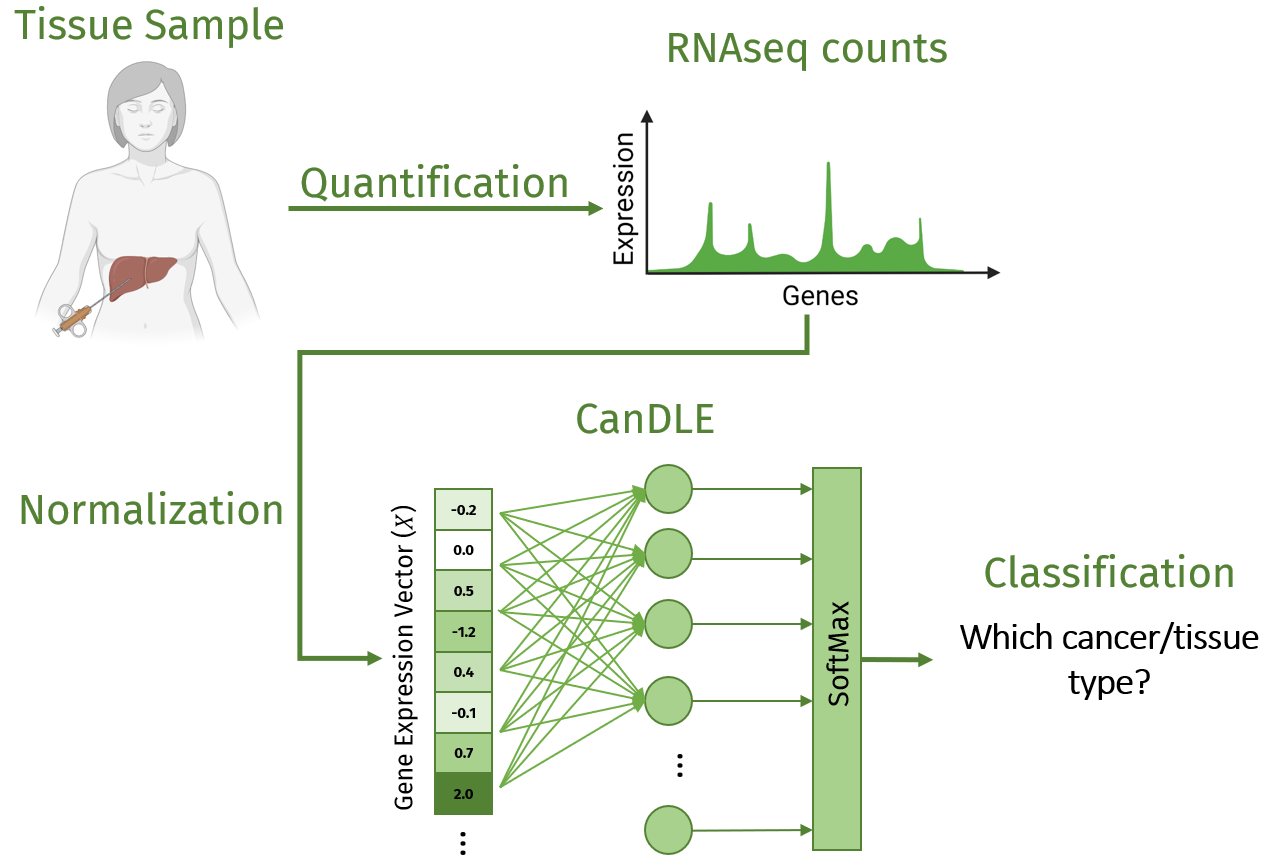 Tissue Sample
RNAseq counts
Quantification
Expression
Genes
CanDLE
Normalization
Gene Expression Vector (X)
-0.2
0.0
0.5
-1.2
0.4
-0.1
0.7
2.0
...
...
SoftMax
Classification
Which cancer/tissue
type?